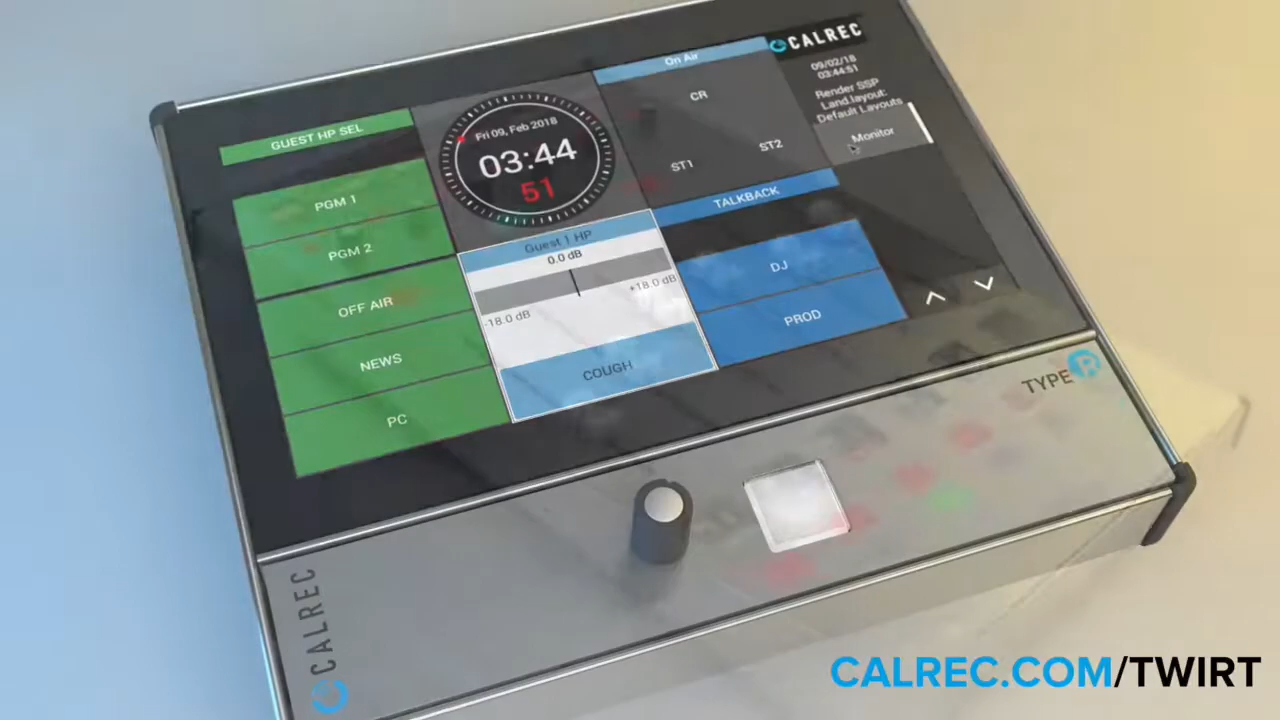 CALREC
GUEST HP SEL
PGM 1
PGM 2
OFF AIR
NEWS
PC
Fri 09, Feb 2018
03:44
51
Guest 1 HP
0.0 dB
-18.0 dB
+18.0 dB
COUGH
On Air
CR
ST1
ST2
TALKBACK
DJ
PROD
09/02/18
03:44:51
Render SSP
Land.layout:
Default Layouts
Monitor
TYPE R
CALREC
CALREC.COM/TWIRT